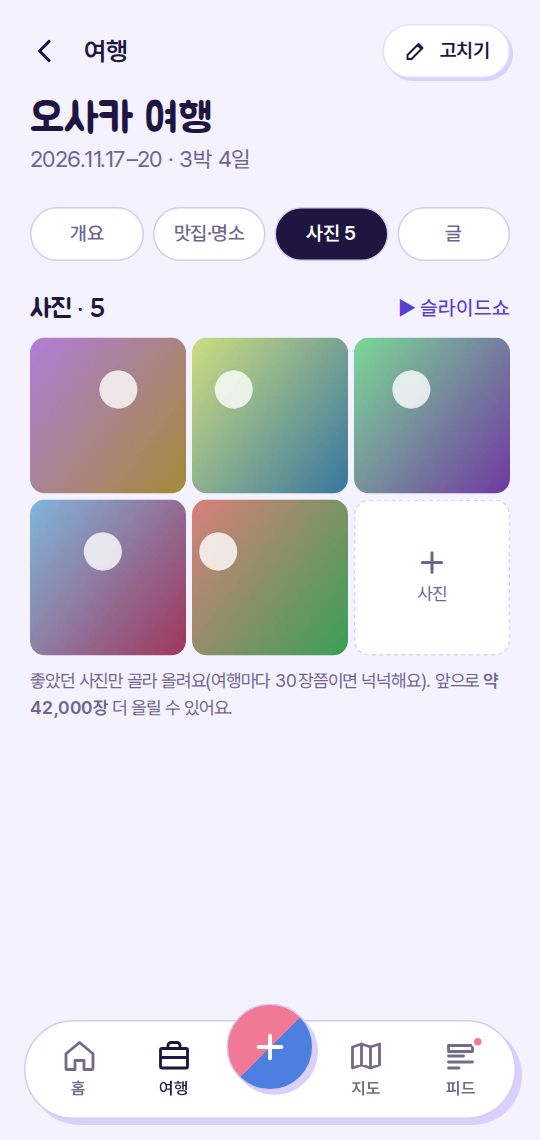 여행
고치기
오사카 여행
2026.11.17–20 · 3박 4일
개요
맛집·명소
사진 5
글
사진 · 5
▶ 슬라이드쇼
사진
좋았던 사진만 골라 올려요(여행마다 30장쯤이면 넉넉해요). 앞으로 약
42,000장 더 올릴 수 있어요.
홈
여행
지도
피드